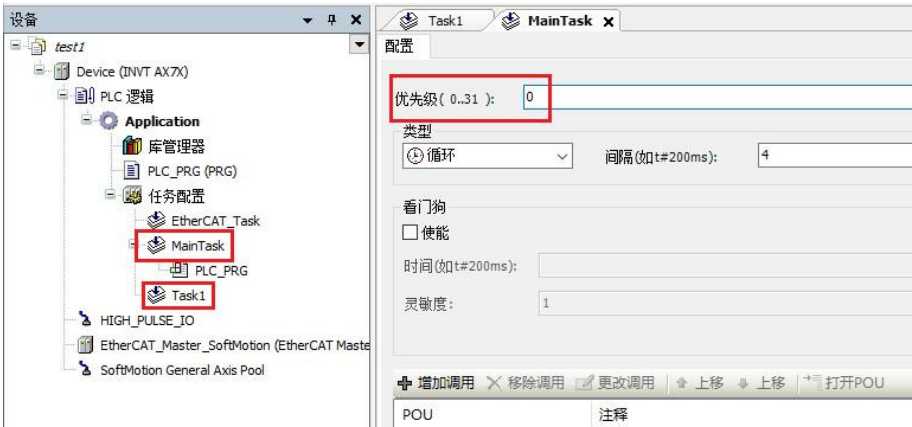 设备
test1
Device (INVT AX7X)
PLC 逻辑
Application
库管理器
PLC_PRG (PRG)
任务配置
EtherCAT_Task
MainTask
PLC_PRG
Task1
HIGH_PULSE_IO
EtherCAT_Master_SoftMotion (EtherCAT Maste
SoftMotion General Axis Pool
Task1 MainTask
配置
优先级( 0..31 ): 0
类型
循环 间隔(如t#200ms): 4
看门狗
使能
时间(如t#200ms):
灵敏度: 1
增加调用 移除调用 更改调用 上移 上移 打开POU
POU 注释